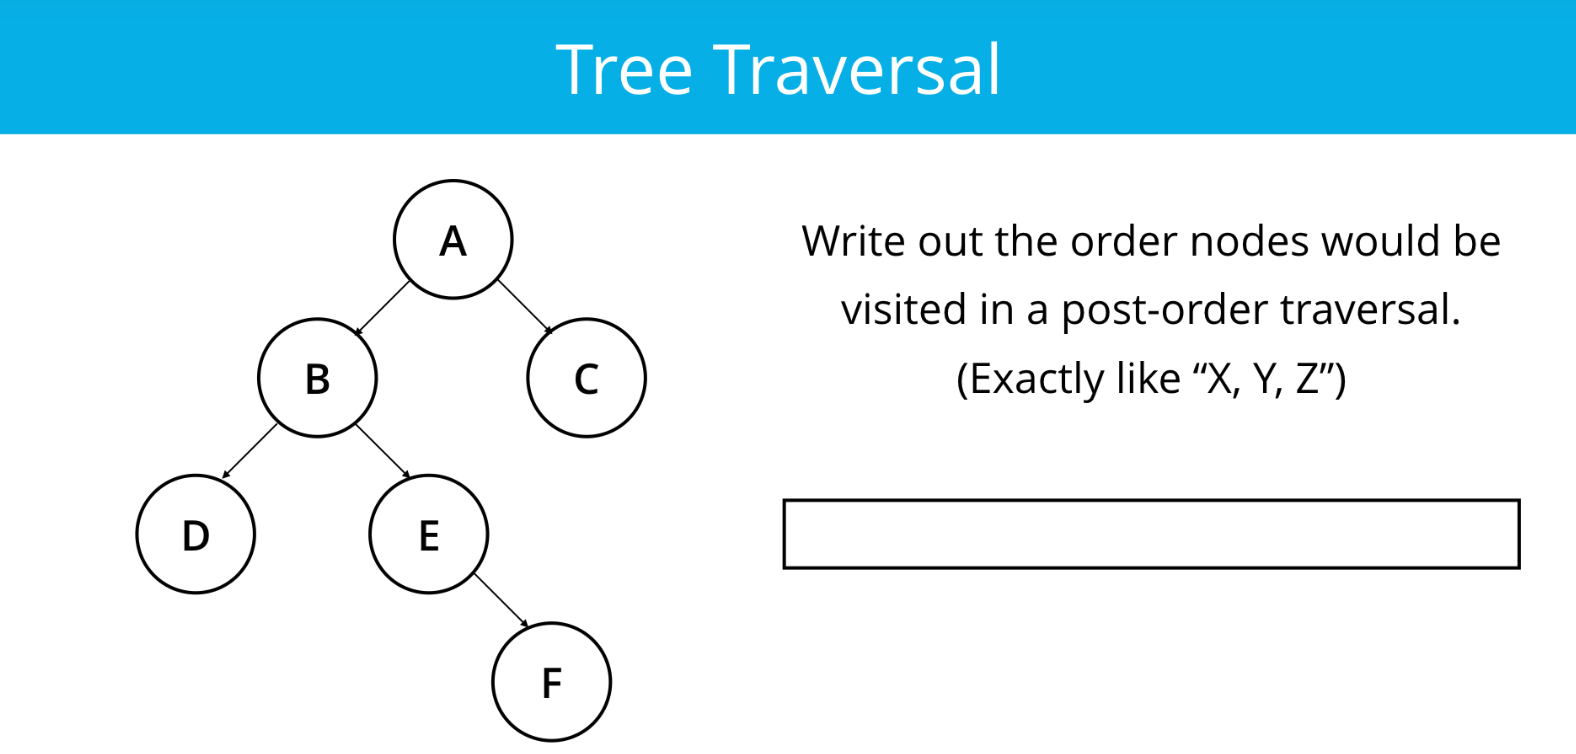 Tree Traversal
A
B
C
D
E
F
Write out the order nodes would be
visited in a post-order traversal.
(Exactly like “X, Y, Z”)